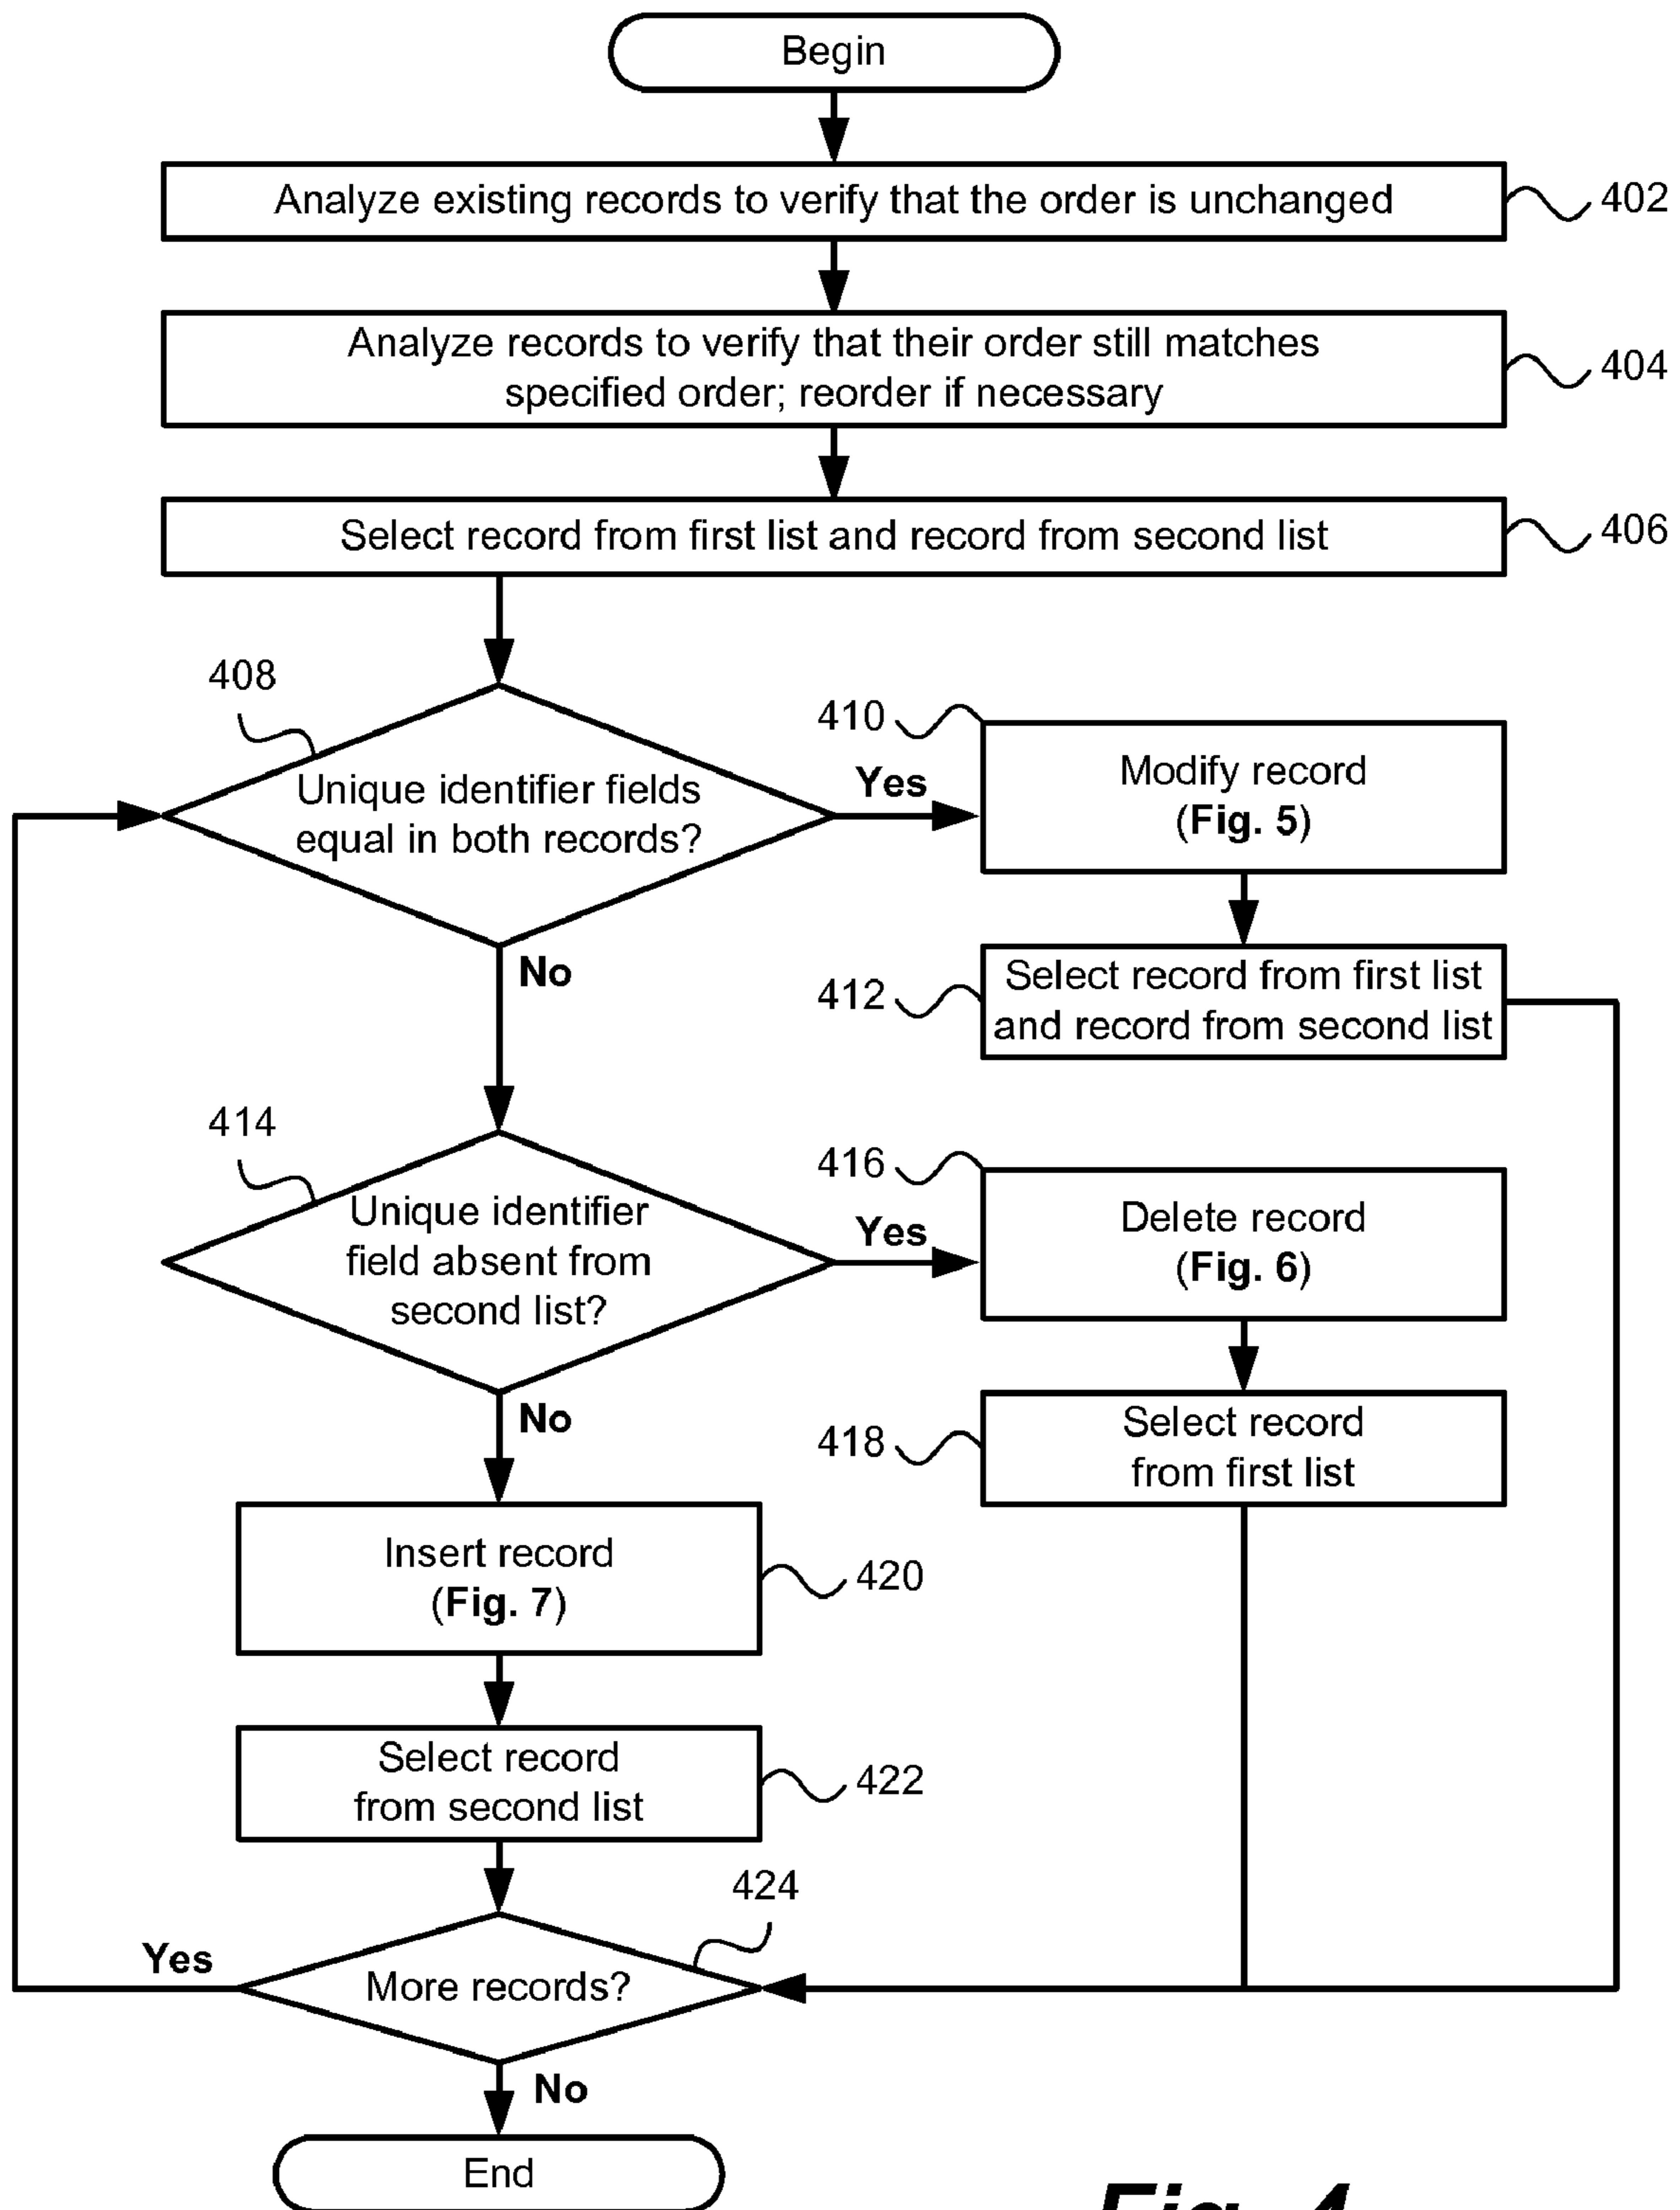 Begin
Analyze existing records to verify that the order is unchanged
402
Analyze records to verify that their order still matches
specified order; reorder if necessary
404
Select record from first list and record from second list
406
408
Unique identifier fields
equal in both records?
Yes
No
410
Modify record
(Fig. 5)
412
Select record from first list
and record from second list
414
Unique identifier
field absent from
second list?
Yes
No
416
Delete record
(Fig. 6)
418
Select record
from first list
Insert record
(Fig. 7)
420
Select record
from second list
422
424
More records?
Yes
No
End
Fig. 4